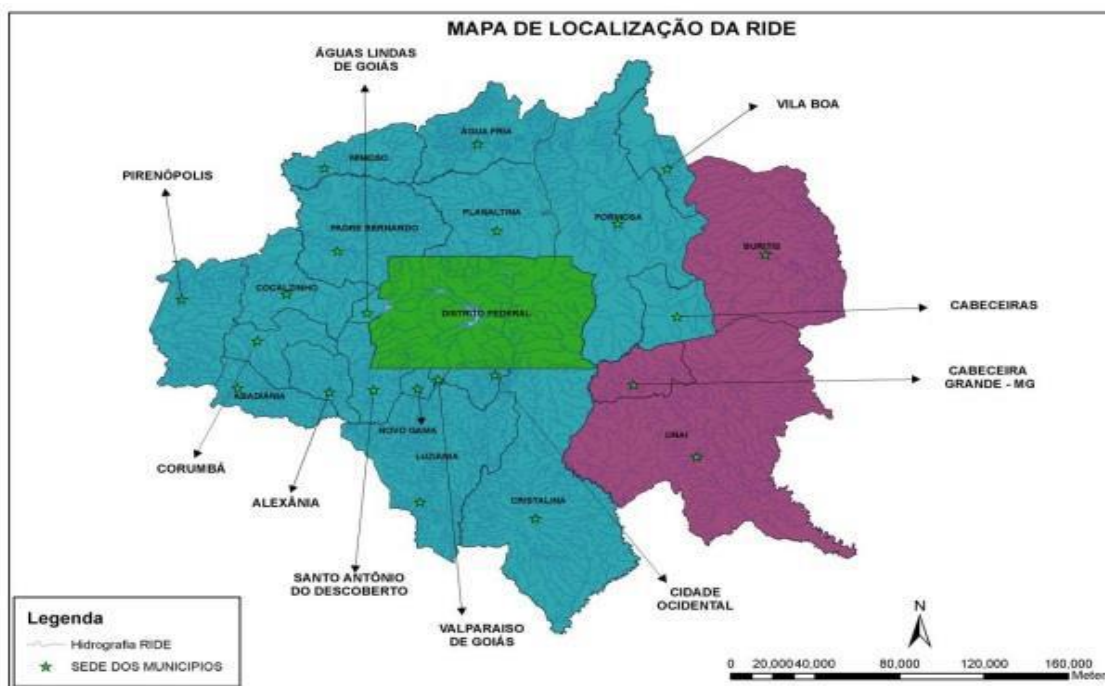 MAPA DE LOCALIZAÇÃO DA RIDE
ÁGUAS LINDAS
DE GOIÁS
VILA BOA
ÁGUA FRIA
MIMOSO
PIRENÓPOLIS
PLANALTINA
FORMOSA
PADRE BERNARDO
BURITIS
COCALZINHO
DISTRITO FEDERAL
CABECEIRAS
CABECEIRA
GRANDE - MG
ABADIÂNIA
NOVO GAMA
UNAI
LUZIANIA
CORUMBÁ
ALEXÂNIA
CRISTALINA
SANTO ANTÔNIO
DO DESCOBERTO
CIDADE
OCIDENTAL
VALPARAISO
DE GOIÁS
Legenda
Hidrografia RIDE
SEDE DOS MUNICIPIOS
N
0 20,000 40,000 80,000 120,000 160,000
Meters